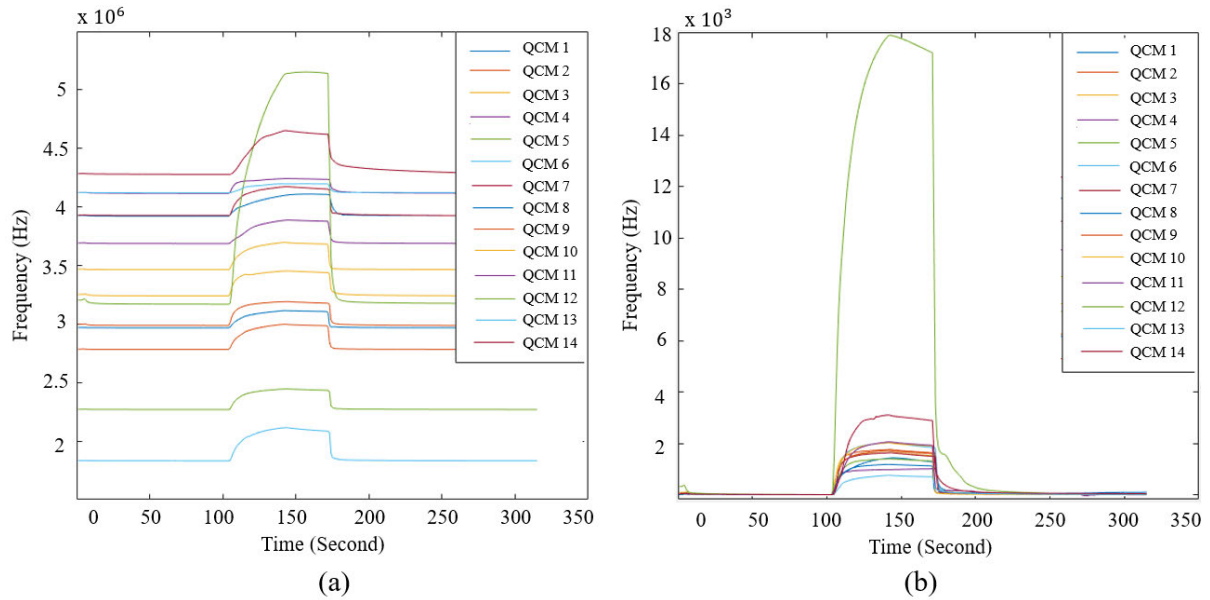 x 10⁶
5
4.5
4
3.5
3
2.5
2
Frequency (Hz)
0 50 100 150 200 250 300 350
Time (Second)
QCM 1
QCM 2
QCM 3
QCM 4
QCM 5
QCM 6
QCM 7
QCM 8
QCM 9
QCM 10
QCM 11
QCM 12
QCM 13
QCM 14
(a)
x 10³
18
16
14
12
10
8
6
4
2
0
Frequency (Hz)
0 50 100 150 200 250 300 350
Time (Second)
QCM 1
QCM 2
QCM 3
QCM 4
QCM 5
QCM 6
QCM 7
QCM 8
QCM 9
QCM 10
QCM 11
QCM 12
QCM 13
QCM 14
(b)